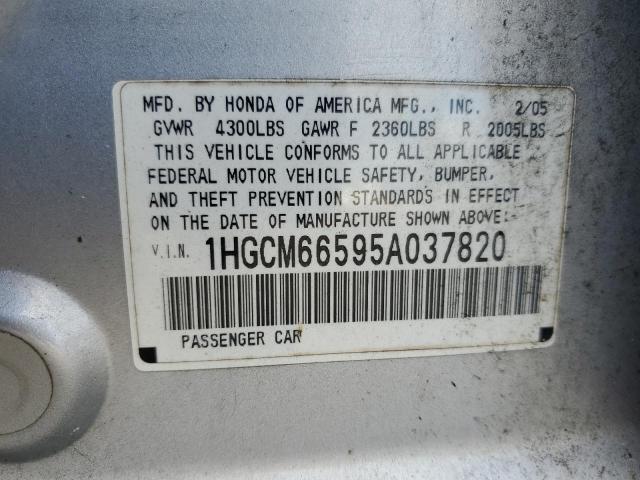 MFD. BY HONDA OF AMERICA MFG., INC. 2/05
GVWR 4300LBS GAWR F 2360LBS R 2005LBS
THIS VEHICLE CONFORMS TO ALL APPLICABLE
FEDERAL MOTOR VEHICLE SAFETY, BUMPER,
AND THEFT PREVENTION STANDARDS IN EFFECT
ON THE DATE OF MANUFACTURE SHOWN ABOVE.
V.I.N. 1HGCM66595A037820
PASSENGER CAR